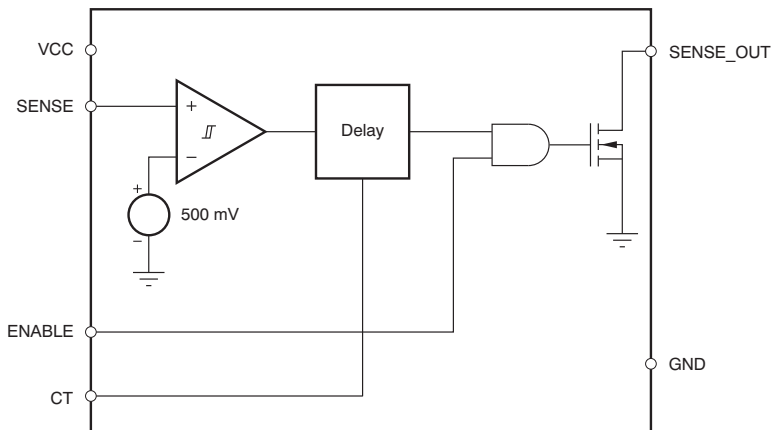 VCC
SENSE_OUT
SENSE
+
Delay
−
+
500 mV
−
ENABLE
GND
CT